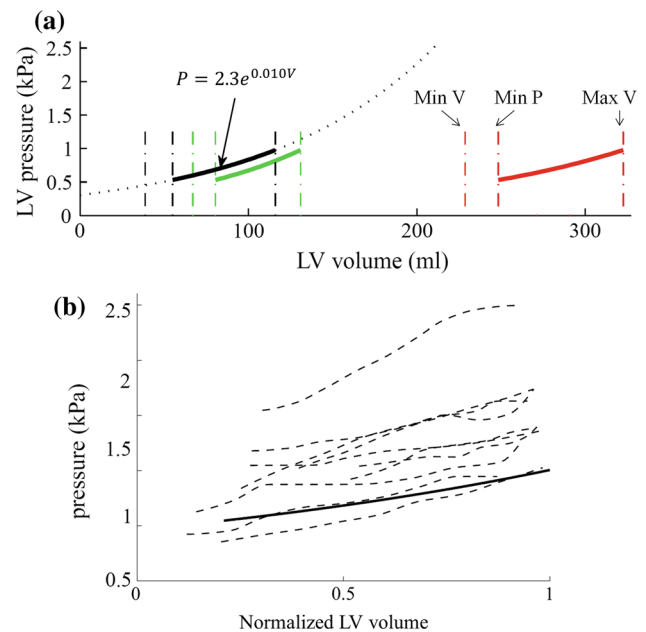 (a)
2.5
2
1.5
1
0.5
0
LV pressure (kPa)
P = 2.3e^0.010V
Min V
Min P
Max V
0
100
200
300
LV volume (ml)
(b)
2.5
2
1.5
1
0.5
pressure (kPa)
0
0.5
1
Normalized LV volume